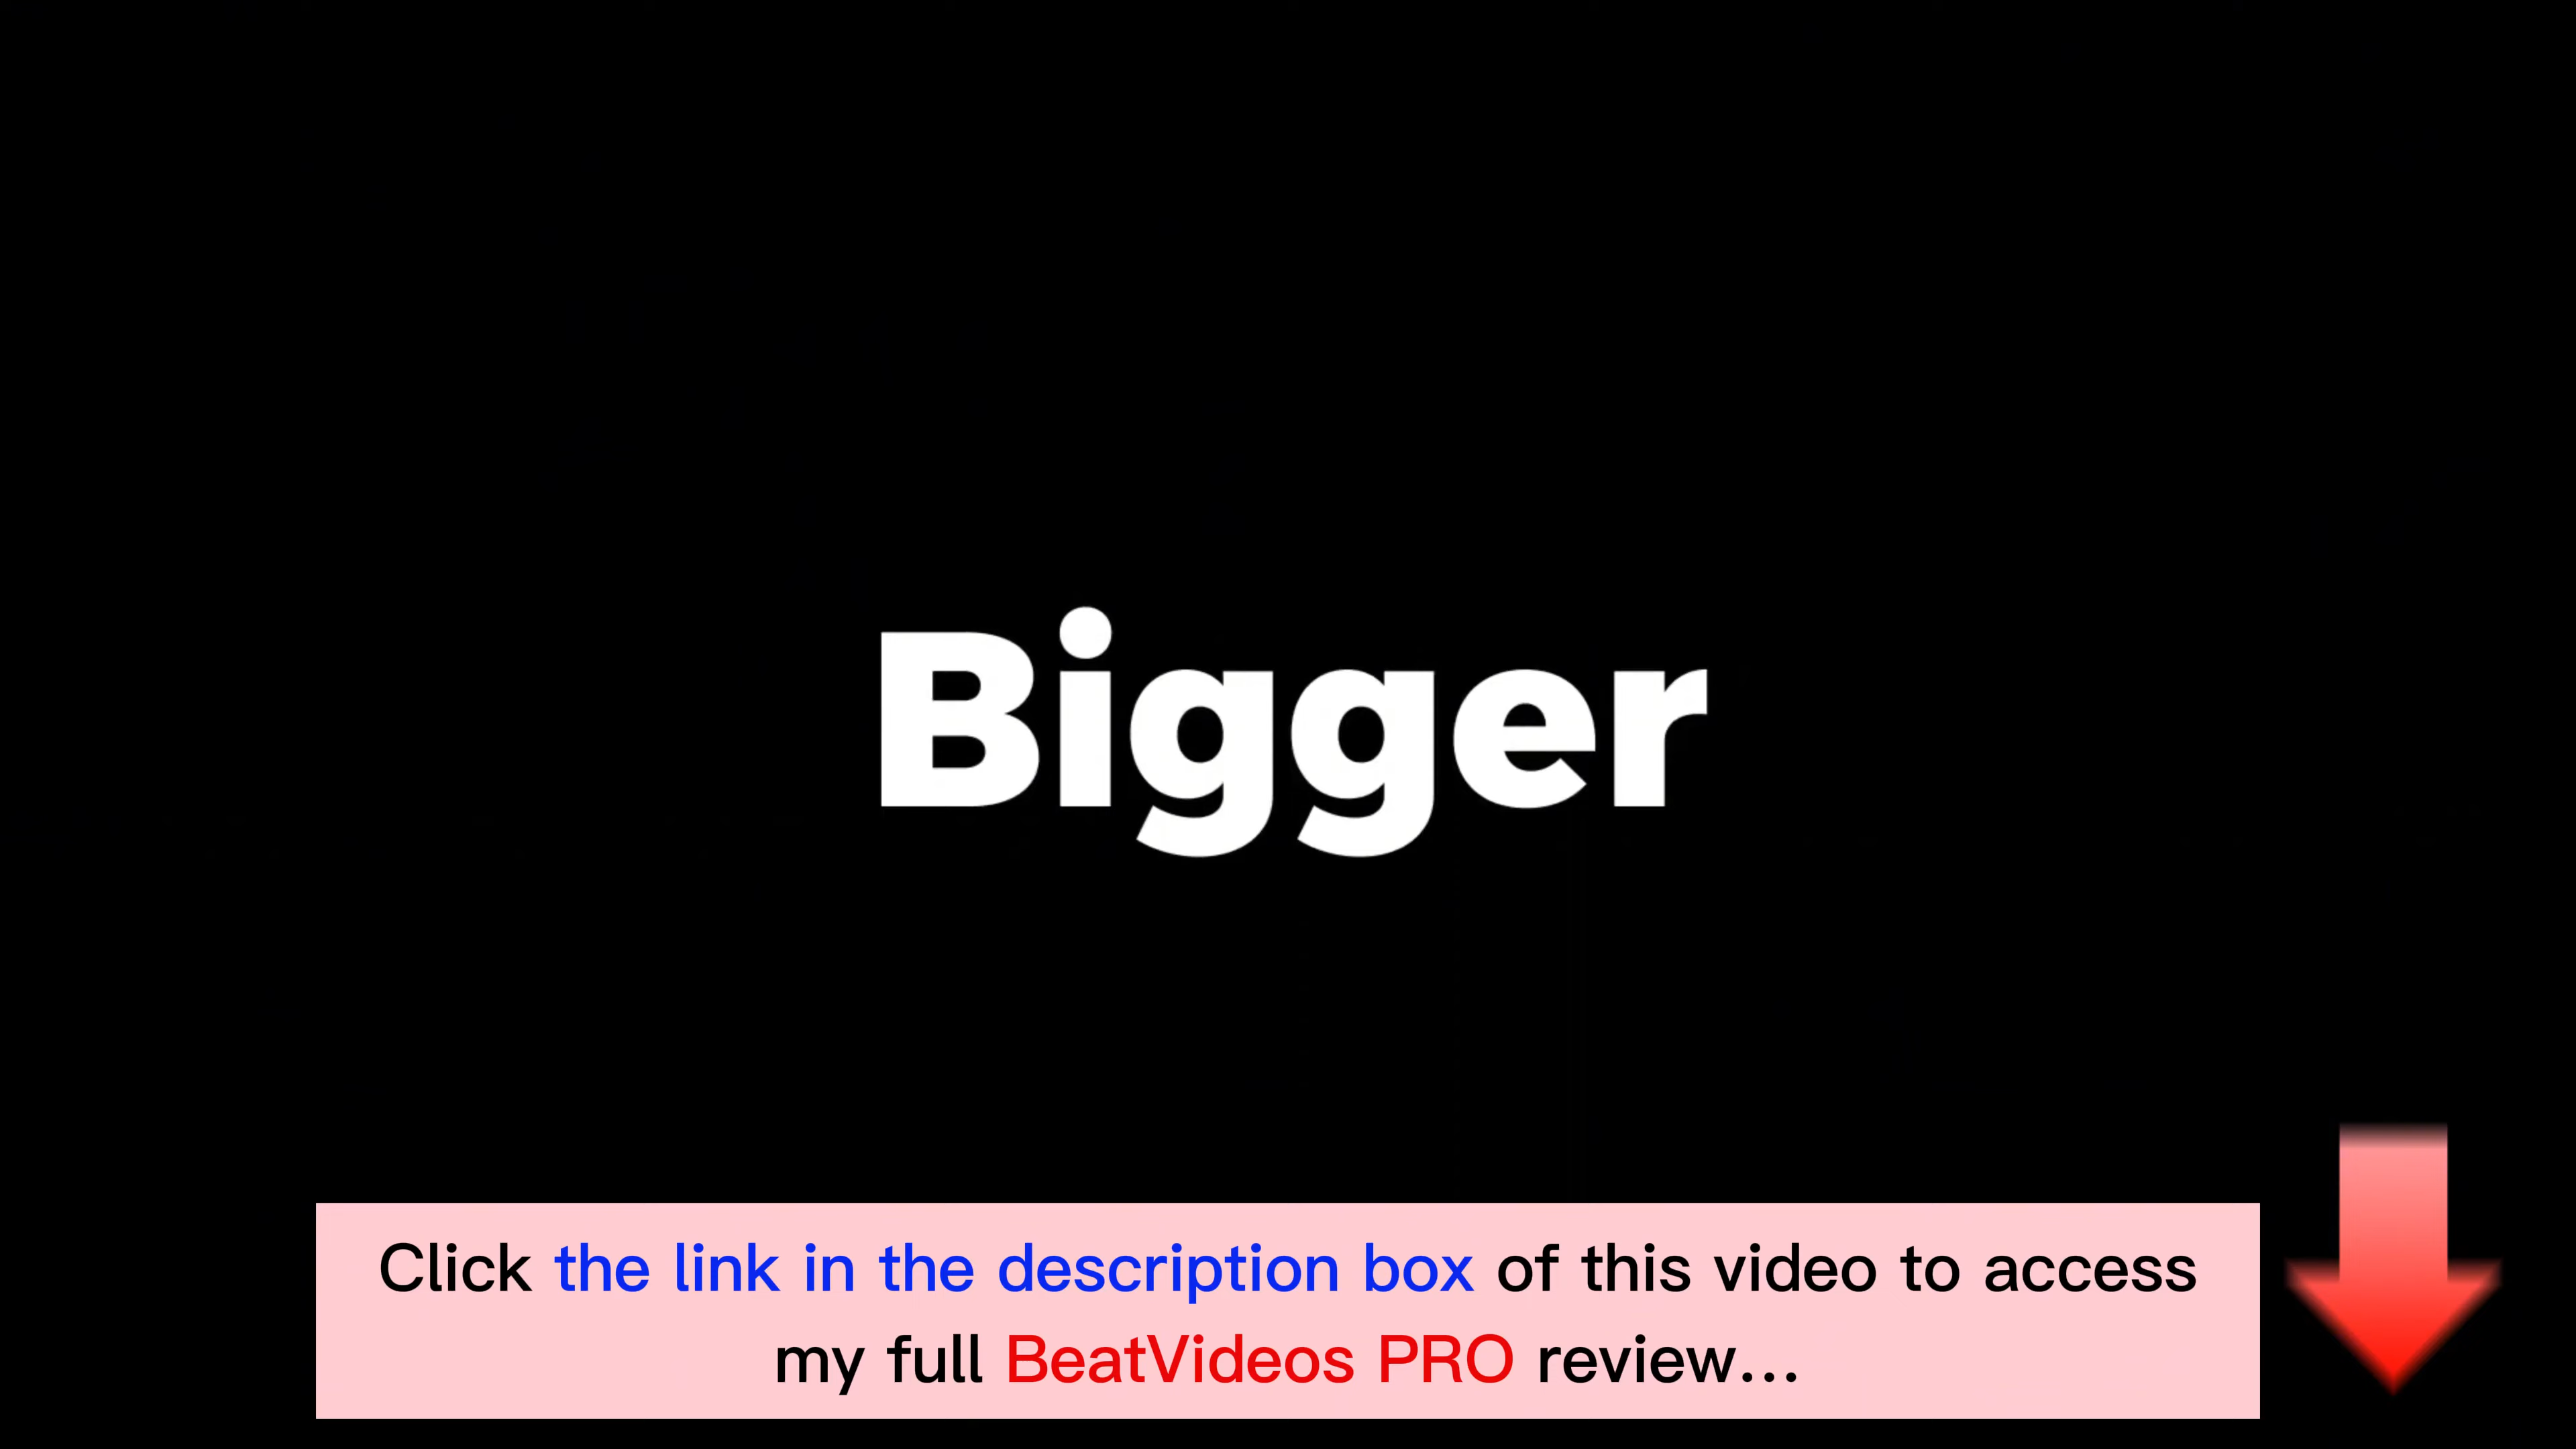 Bigger
Click the link in the description box of this video to access
my full BeatVideos PRO review...